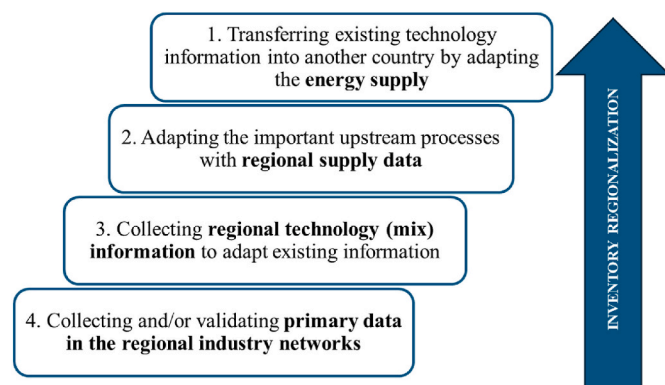 1. Transferring existing technology
information into another country by adapting
the energy supply
2. Adapting the important upstream processes
with regional supply data
3. Collecting regional technology (mix)
information to adapt existing information
4. Collecting and/or validating primary data
in the regional industry networks
INVENTORY REGIONALIZATION